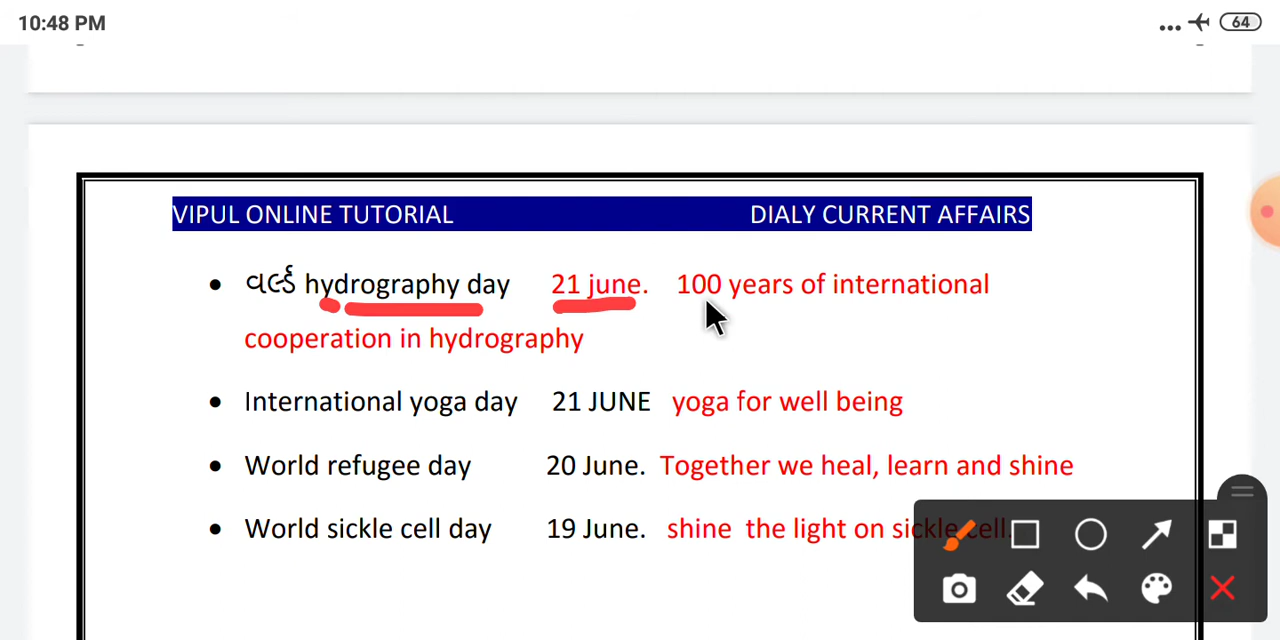 10:48 PM 64
VIPUL ONLINE TUTORIAL DIALY CURRENT AFFAIRS
• વર્લ્ડ hydrography day 21 june. 100 years of international
cooperation in hydrography
• International yoga day 21 JUNE yoga for well being
• World refugee day 20 June. Together we heal, learn and shine
• World sickle cell day 19 June. shine the light on sickle cell.